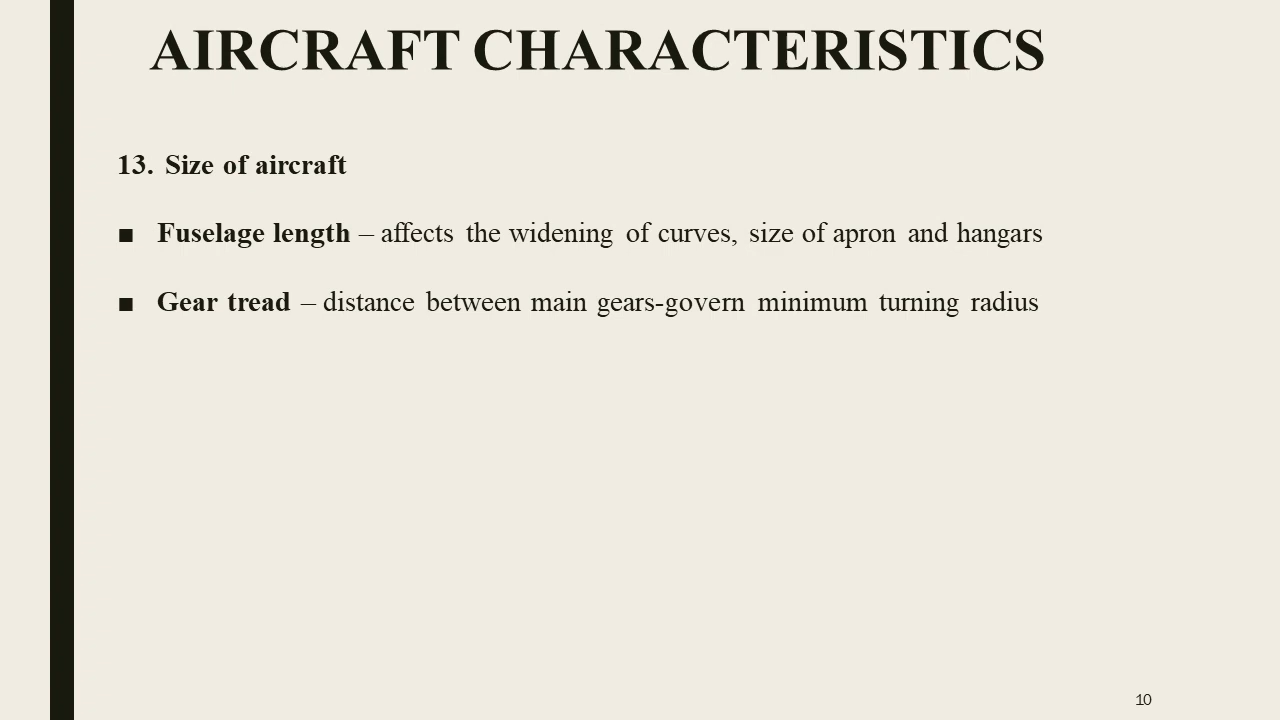 AIRCRAFT CHARACTERISTICS
13. Size of aircraft
■ Fuselage length – affects the widening of curves, size of apron and hangars
■ Gear tread – distance between main gears-govern minimum turning radius
10